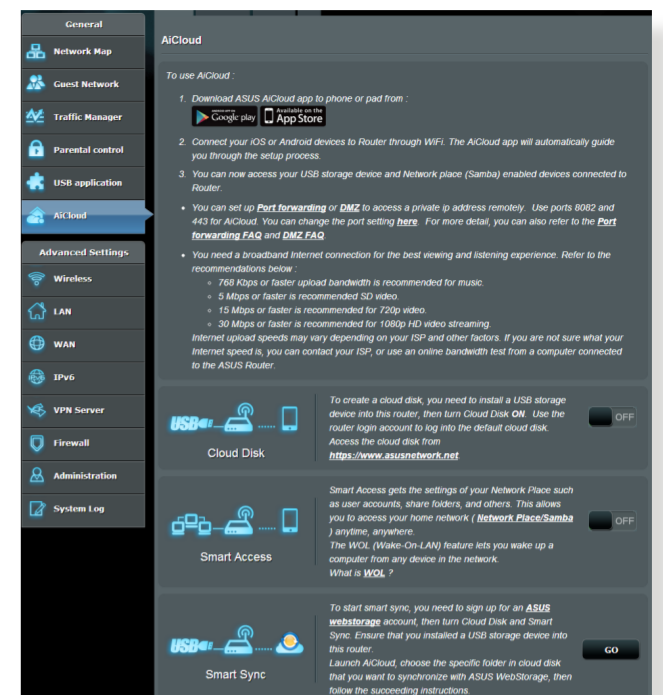 General
Network Map
Guest Network
Traffic Manager
Parental control
USB application
AiCloud
Advanced Settings
Wireless
LAN
WAN
IPv6
VPN Server
Firewall
Administration
System Log
AiCloud
To use AiCloud :
1. Download ASUS AiCloud app to phone or pad from :
ANDROID APP ON
Google play
Available on the
App Store
2. Connect your iOS or Android devices to Router through WiFi. The AiCloud app will automatically guide
you through the setup process.
3. You can now access your USB storage device and Network place (Samba) enabled devices connected to
Router.
• You can set up Port forwarding or DMZ to access a private ip address remotely. Use ports 8082 and
443 for AiCloud. You can change the port setting here. For more detail, you can also refer to the Port
forwarding FAQ and DMZ FAQ.
• You need a broadband Internet connection for the best viewing and listening experience. Refer to the
recommendations below :
768 Kbps or faster upload bandwidth is recommended for music.
5 Mbps or faster is recommended SD video.
15 Mbps or faster is recommended for 720p video.
30 Mbps or faster is recommended for 1080p HD video streaming.
Internet upload speeds may vary depending on your ISP and other factors. If you are not sure what your
Internet speed is, you can contact your ISP, or use an online bandwidth test from a computer connected
to the ASUS Router.
USB
Cloud Disk
To create a cloud disk, you need to install a USB storage
device into this router, then turn Cloud Disk ON. Use the
router login account to log into the default cloud disk.
Access the cloud disk from
https://www.asusnetwork.net.
OFF
Smart Access
Smart Access gets the settings of your Network Place such
as user accounts, share folders, and others. This allows
you to access your home network ( Network Place/Samba
) anytime, anywhere.
The WOL (Wake-On-LAN) feature lets you wake up a
computer from any device in the network.
What is WOL ?
OFF
USB
Smart Sync
To start smart sync, you need to sign up for an ASUS
webstorage account, then turn Cloud Disk and Smart
Sync. Ensure that you installed a USB storage device into
this router.
Launch AiCloud, choose the specific folder in cloud disk
that you want to synchronize with ASUS WebStorage, then
follow the succeeding instructions.
GO